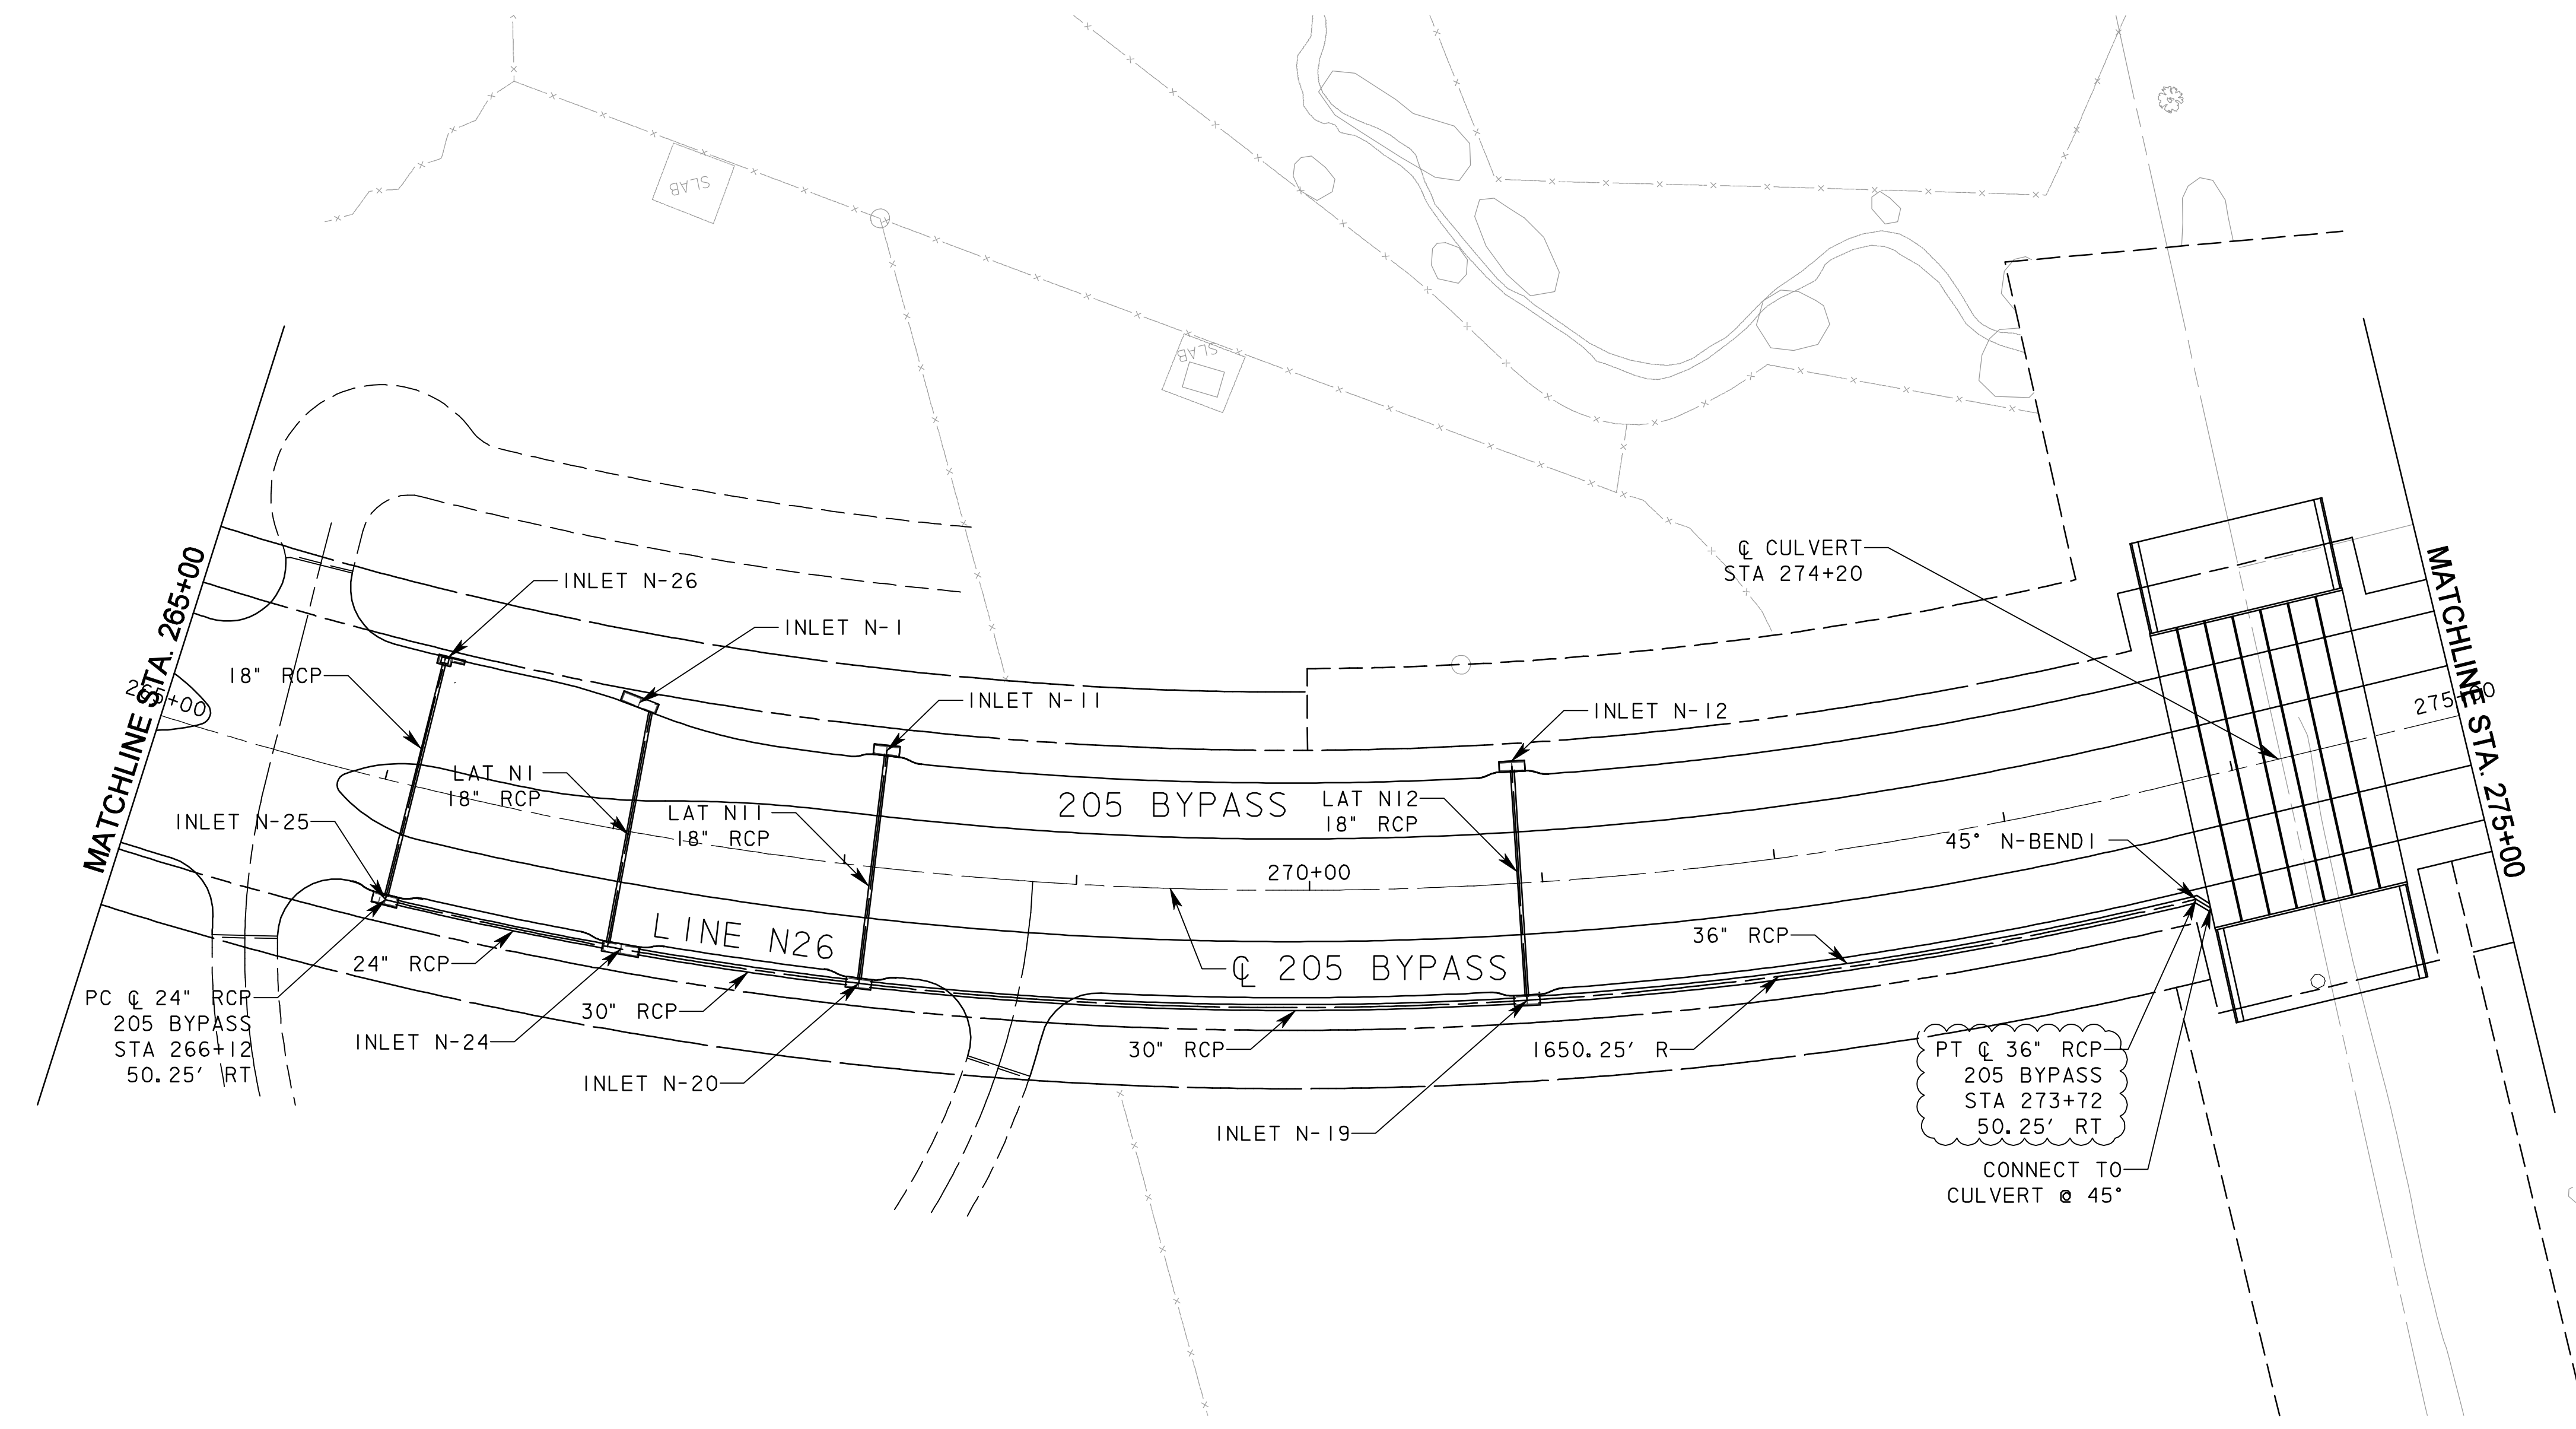 SLAB
SLAB
℄ CULVERT
STA 274+20
MATCHLINE STA. 265+00
MATCHLINE STA. 275+00
INLET N-26
INLET N-1
18" RCP
265+00
INLET N-11
INLET N-12
275+00
LAT N1
18" RCP
LAT N11
18" RCP
205 BYPASS
LAT N12
18" RCP
INLET N-25
45° N-BEND1
270+00
LINE N26
36" RCP
24" RCP
℄ 205 BYPASS
PC ℄ 24" RCP
205 BYPASS
STA 266+12
50.25' RT
30" RCP
INLET N-24
30" RCP
1650.25' R
PT ℄ 36" RCP
205 BYPASS
STA 273+72
50.25' RT
INLET N-20
INLET N-19
CONNECT TO
CULVERT @ 45°